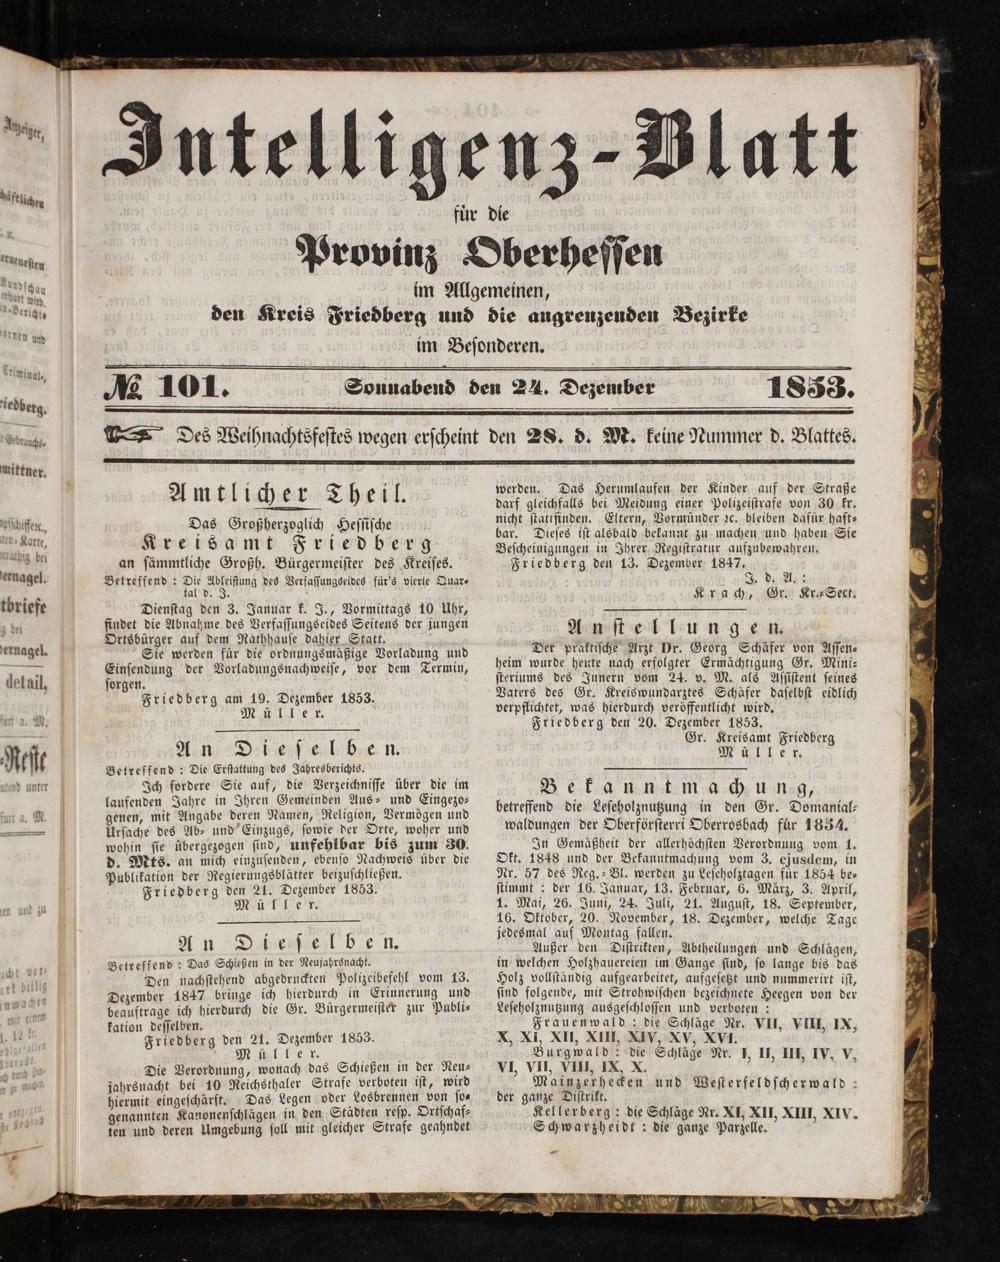 Intelligenz-Blatt
für die
Provinz Oberhessen
im Allgemeinen,
den Kreis Friedberg und die angrenzenden Bezirke
im Besonderen.
№ 101. Sonnabend den 24. Dezember 1853.
Des Weihnachtsfestes wegen erscheint den 28. d. M. keine Nummer d. Blattes.
Amtlicher Theil.
Das Großherzoglich Hessische
Kreisamt Friedberg
an sämmtliche Großh. Bürgermeister des Kreises.
Betreffend: Die Ableistung des Verfassungseides für's vierte Quar-
tal d. J.
Dienstag den 3. Januar k. J., Vormittags 10 Uhr,
findet die Abnahme des Verfassungseides Seitens der jungen
Ortsbürger auf dem Rathhause dahier Statt.
Sie werden für die ordnungsmäßige Vorladung und
Einsendung der Vorladungsnachweise, vor dem Termin,
sorgen.
Friedberg am 19. Dezember 1853.
Müller.
An Dieselben.
Betreffend: Die Erstattung des Jahresberichts.
Ich fordere Sie auf, die Verzeichnisse über die im
laufenden Jahre in Ihren Gemeinden Aus- und Eingezo-
genen, mit Angabe deren Namen, Religion, Vermögen und
Ursache des Ab- und Einzugs, sowie der Orte, woher und
wohin sie übergezogen sind, unfehlbar bis zum 30.
d. Mts. an mich einzusenden, ebenso Nachweis über die
Publikation der Regierungsblätter beizuschließen.
Friedberg den 21. Dezember 1853.
Müller.
An Dieselben.
Betreffend: Das Schießen in der Neujahrsnacht.
Den nachstehend abgedruckten Polizeibefehl vom 13.
Dezember 1847 bringe ich hierdurch in Erinnerung und
beauftrage ich hierdurch die Gr. Bürgermeister zur Publi-
kation desselben.
Friedberg den 21. Dezember 1853.
Müller.
Die Verordnung, wonach das Schießen in der Neu-
jahrsnacht bei 10 Reichsthaler Strafe verboten ist, wird
hiermit eingeschärft. Das Legen oder Losbrennen von so-
genannten Kanonenschlägen in den Städten resp. Ortschaf-
ten und deren Umgebung soll mit gleicher Strafe geahndet
werden. Das Herumlaufen der Kinder auf der Straße
darf gleichfalls bei Meidung einer Polizeistrafe von 30 kr.
nicht stattfinden. Eltern, Vormünder ꝛc. bleiben dafür haft-
bar. Dieses ist alsbald bekannt zu machen und haben Sie
Bescheinigungen in Ihrer Registratur aufzubewahren.
Friedberg den 13. Dezember 1847.
J. d. A.:
Krach, Gr. Kr.-Sect.
Anstellungen.
Der praktische Arzt Dr. Georg Schäfer von Assen-
heim wurde heute nach erfolgter Ermächtigung Gr. Mini-
steriums des Innern vom 24. v. M. als Assistent seines
Vaters des Gr. Kreiswundarztes Schäfer daselbst eidlich
verpflichtet, was hierdurch veröffentlicht wird.
Friedberg den 20. Dezember 1853.
Gr. Kreisamt Friedberg
Müller.
Bekanntmachung,
betreffend die Leseholznutzung in den Gr. Domanial-
waldungen der Oberförsterri Oberrosbach für 1854.
In Gemäßheit der allerhöchsten Verordnung vom 1.
Okt. 1848 und der Bekanntmachung vom 3. ejusdem, in
Nr. 57 des Reg.-Bl. werden zu Leseholztagen für 1854 be-
stimmt: der 16. Januar, 13. Februar, 6. März, 3. April,
1. Mai, 26. Juni, 24. Juli, 21. August, 18. September,
16. Oktober, 20. November, 18. Dezember, welche Tage
jedesmal auf Montag fallen.
Außer den Distrikten, Abtheilungen und Schlägen,
in welchen Holzhauereien im Gange sind, so lange bis das
Holz vollständig aufgearbeitet, aufgesetzt und nummerirt ist,
sind folgende, mit Strohwischen bezeichnete Heegen von der
Leseholznutzung ausgeschlossen und verboten:
Frauenwald: die Schläge Nr. VII, VIII, IX,
X, XI, XII, XIII, XIV, XV, XVI.
Burgwald: die Schläge Nr. I, II, III, IV, V,
VI, VII, VIII, IX, X.
Mainzerhecken und Westerfeldscherwald:
der ganze Distrikt.
Kellerberg: die Schläge Nr. XI, XII, XIII, XIV.
Schwarzheidt: die ganze Parzelle.